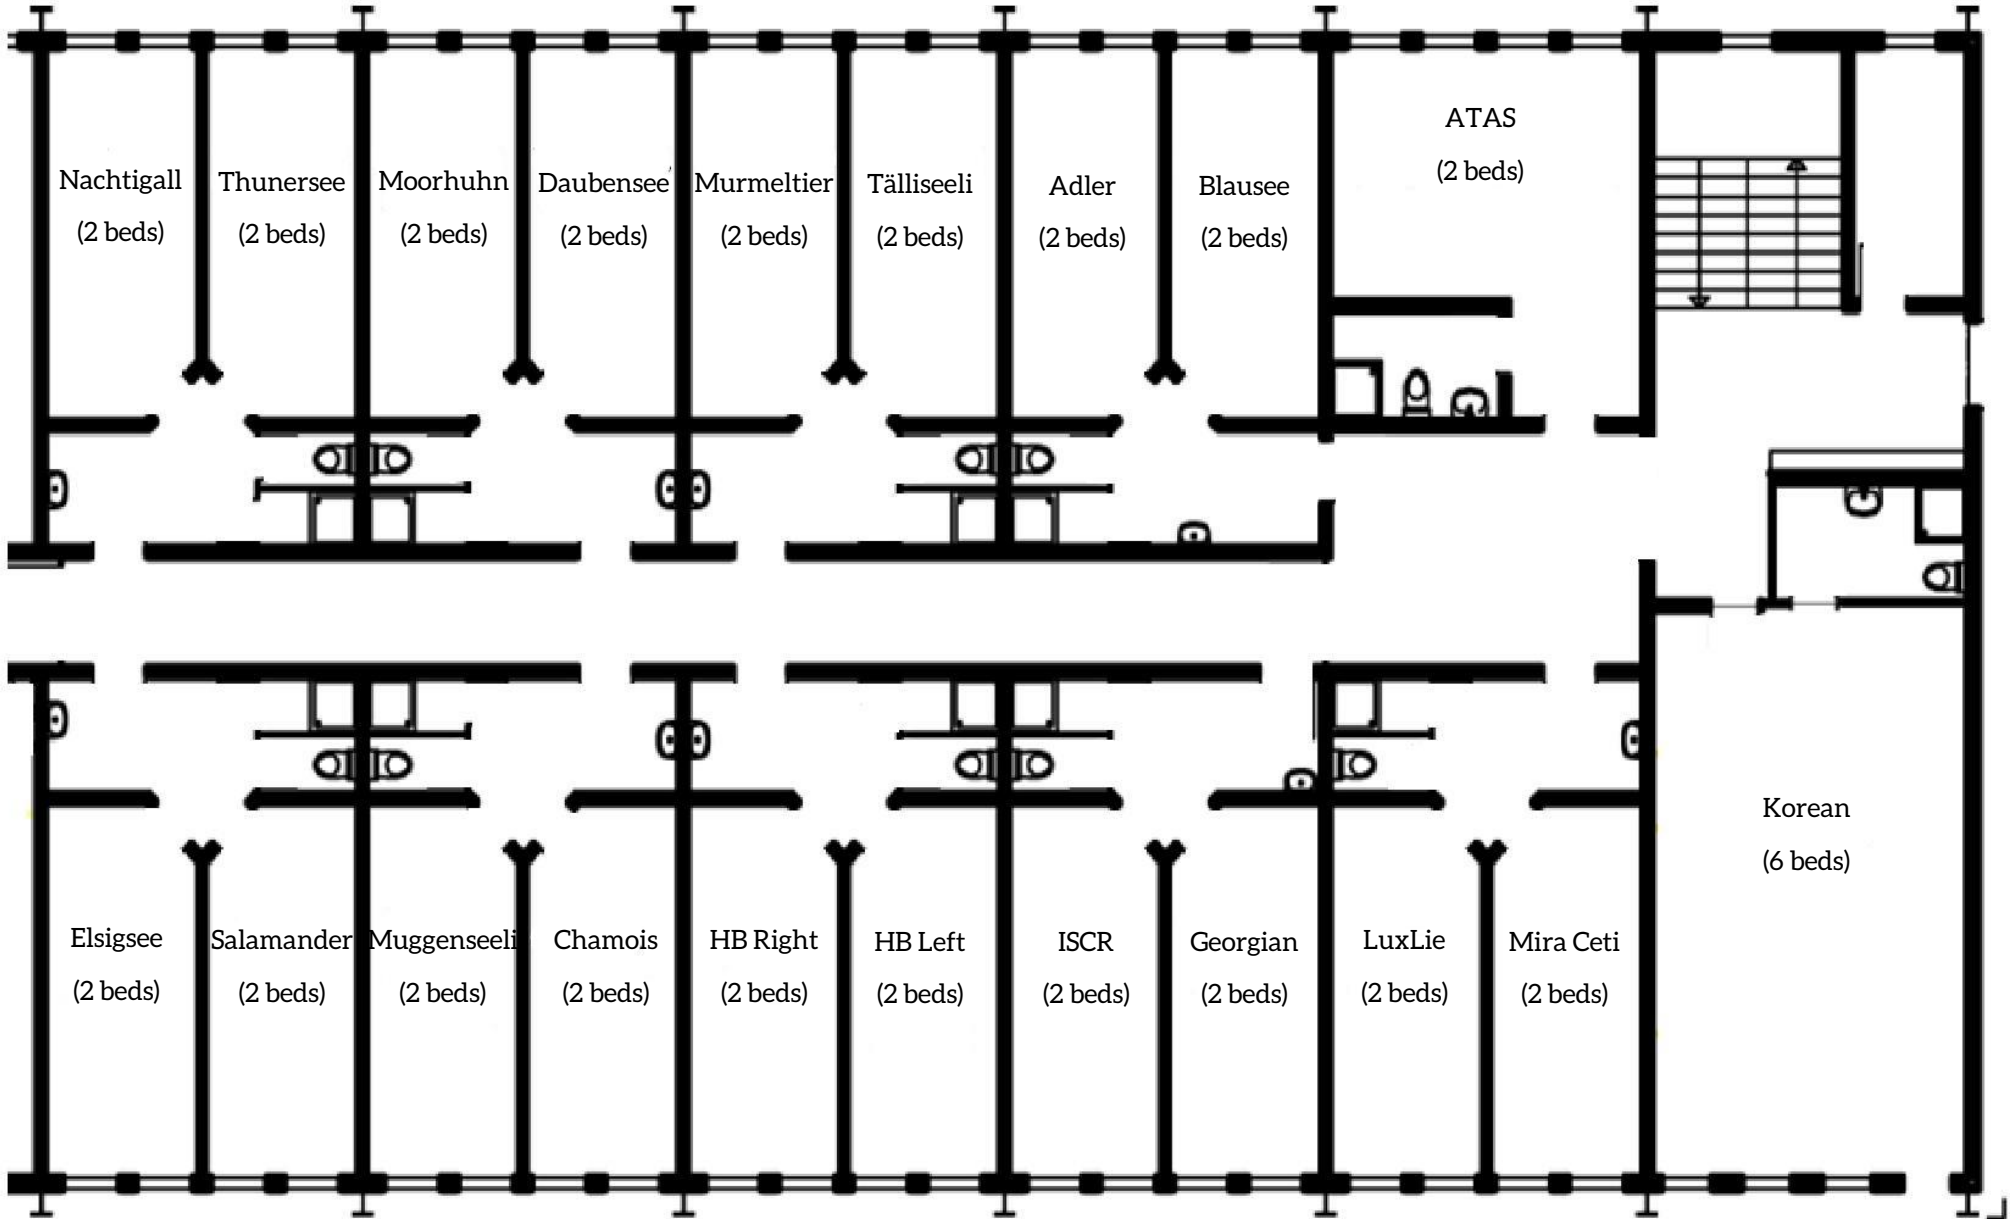 Nachtigall
(2 beds)
Thunersee
(2 beds)
Moorhuhn
(2 beds)
Daubensee
(2 beds)
Murmeltier
(2 beds)
Tälliseeli
(2 beds)
Adler
(2 beds)
Blausee
(2 beds)
ATAS
(2 beds)
Elsigsee
(2 beds)
Salamander
(2 beds)
Muggenseeli
(2 beds)
Chamois
(2 beds)
HB Right
(2 beds)
HB Left
(2 beds)
ISCR
(2 beds)
Georgian
(2 beds)
LuxLie
(2 beds)
Mira Ceti
(2 beds)
Korean
(6 beds)